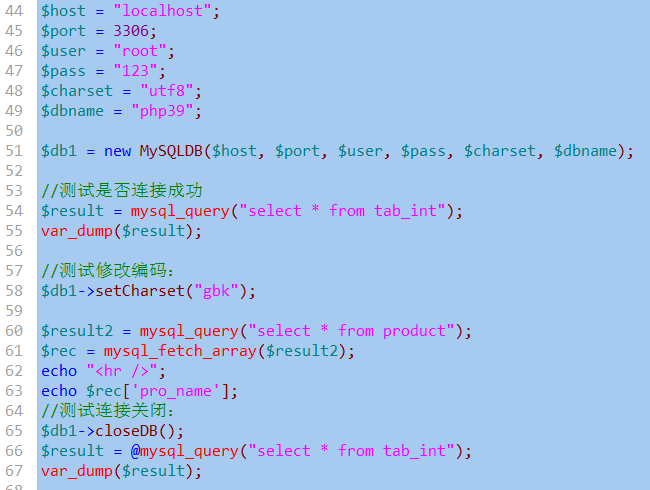 44 $host = "localhost";
45 $port = 3306;
46 $user = "root";
47 $pass = "123";
48 $charset = "utf8";
49 $dbname = "php39";
50
51 $db1 = new MySQLDB($host, $port, $user, $pass, $charset, $dbname);
52
53 //测试是否连接成功
54 $result = mysql_query("select * from tab_int");
55 var_dump($result);
56
57 //测试修改编码：
58 $db1->setCharset("gbk");
59
60 $result2 = mysql_query("select * from product");
61 $rec = mysql_fetch_array($result2);
62 echo "<hr />";
63 echo $rec['pro_name'];
64 //测试连接关闭：
65 $db1->closeDB();
66 $result = @mysql_query("select * from tab_int");
67 var_dump($result);
68